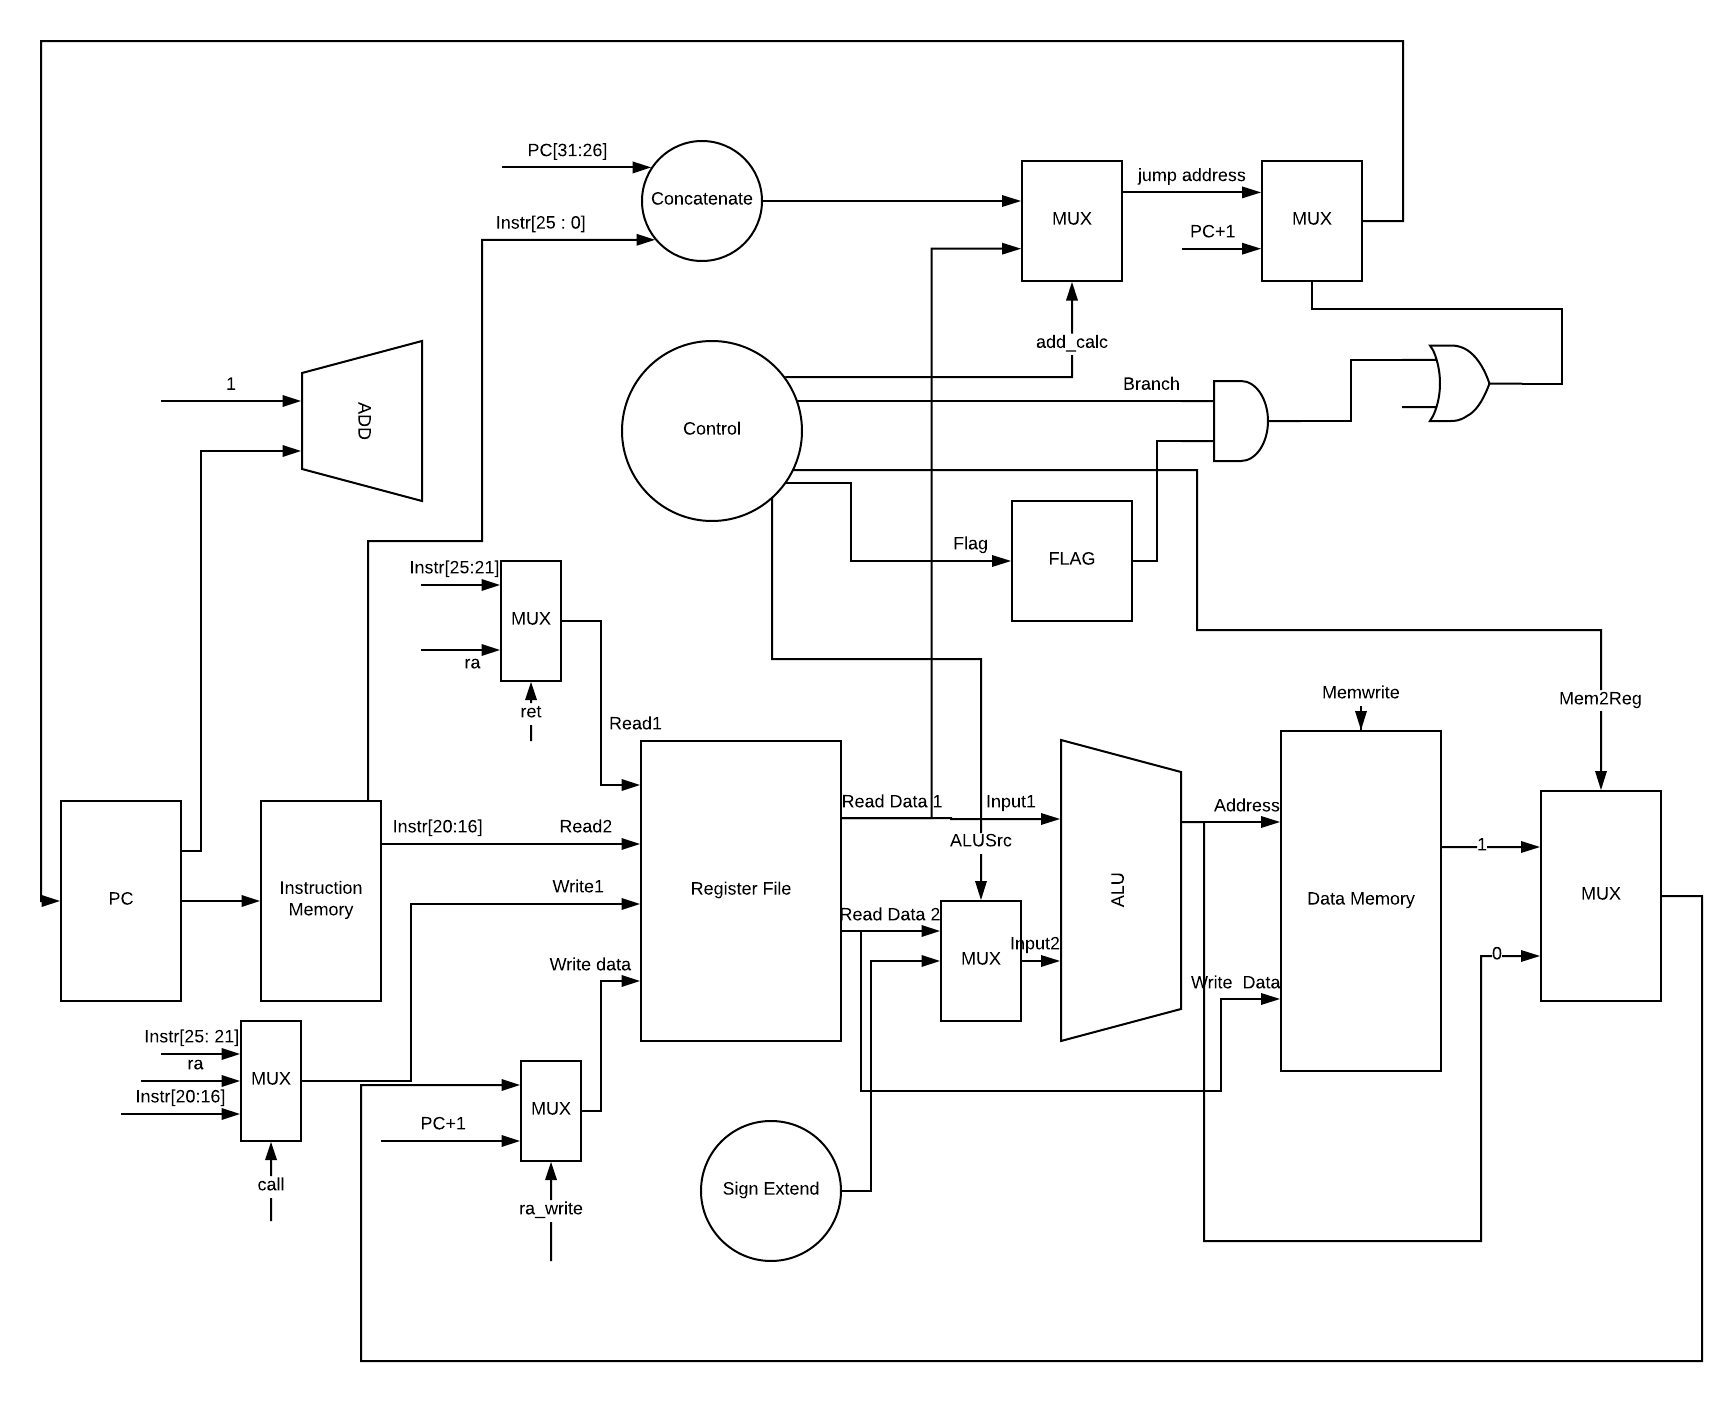 PC[31:26]
Concatenate
Instr[25 : 0]
jump address
MUX
MUX
PC+1
add_calc
1
ADD
Branch
Control
Flag
FLAG
Instr[25:21]
MUX
ra
ret
Read1
Memwrite
Mem2Reg
Read Data 1
Input1
Address
Instr[20:16]
Read2
ALUSrc
1
PC
Instruction
Memory
Write1
Register File
ALU
Data Memory
MUX
Read Data 2
Input2
MUX
0
Write data
Write  Data
Instr[25: 21]
ra
MUX
Instr[20:16]
PC+1
MUX
call
ra_write
Sign Extend